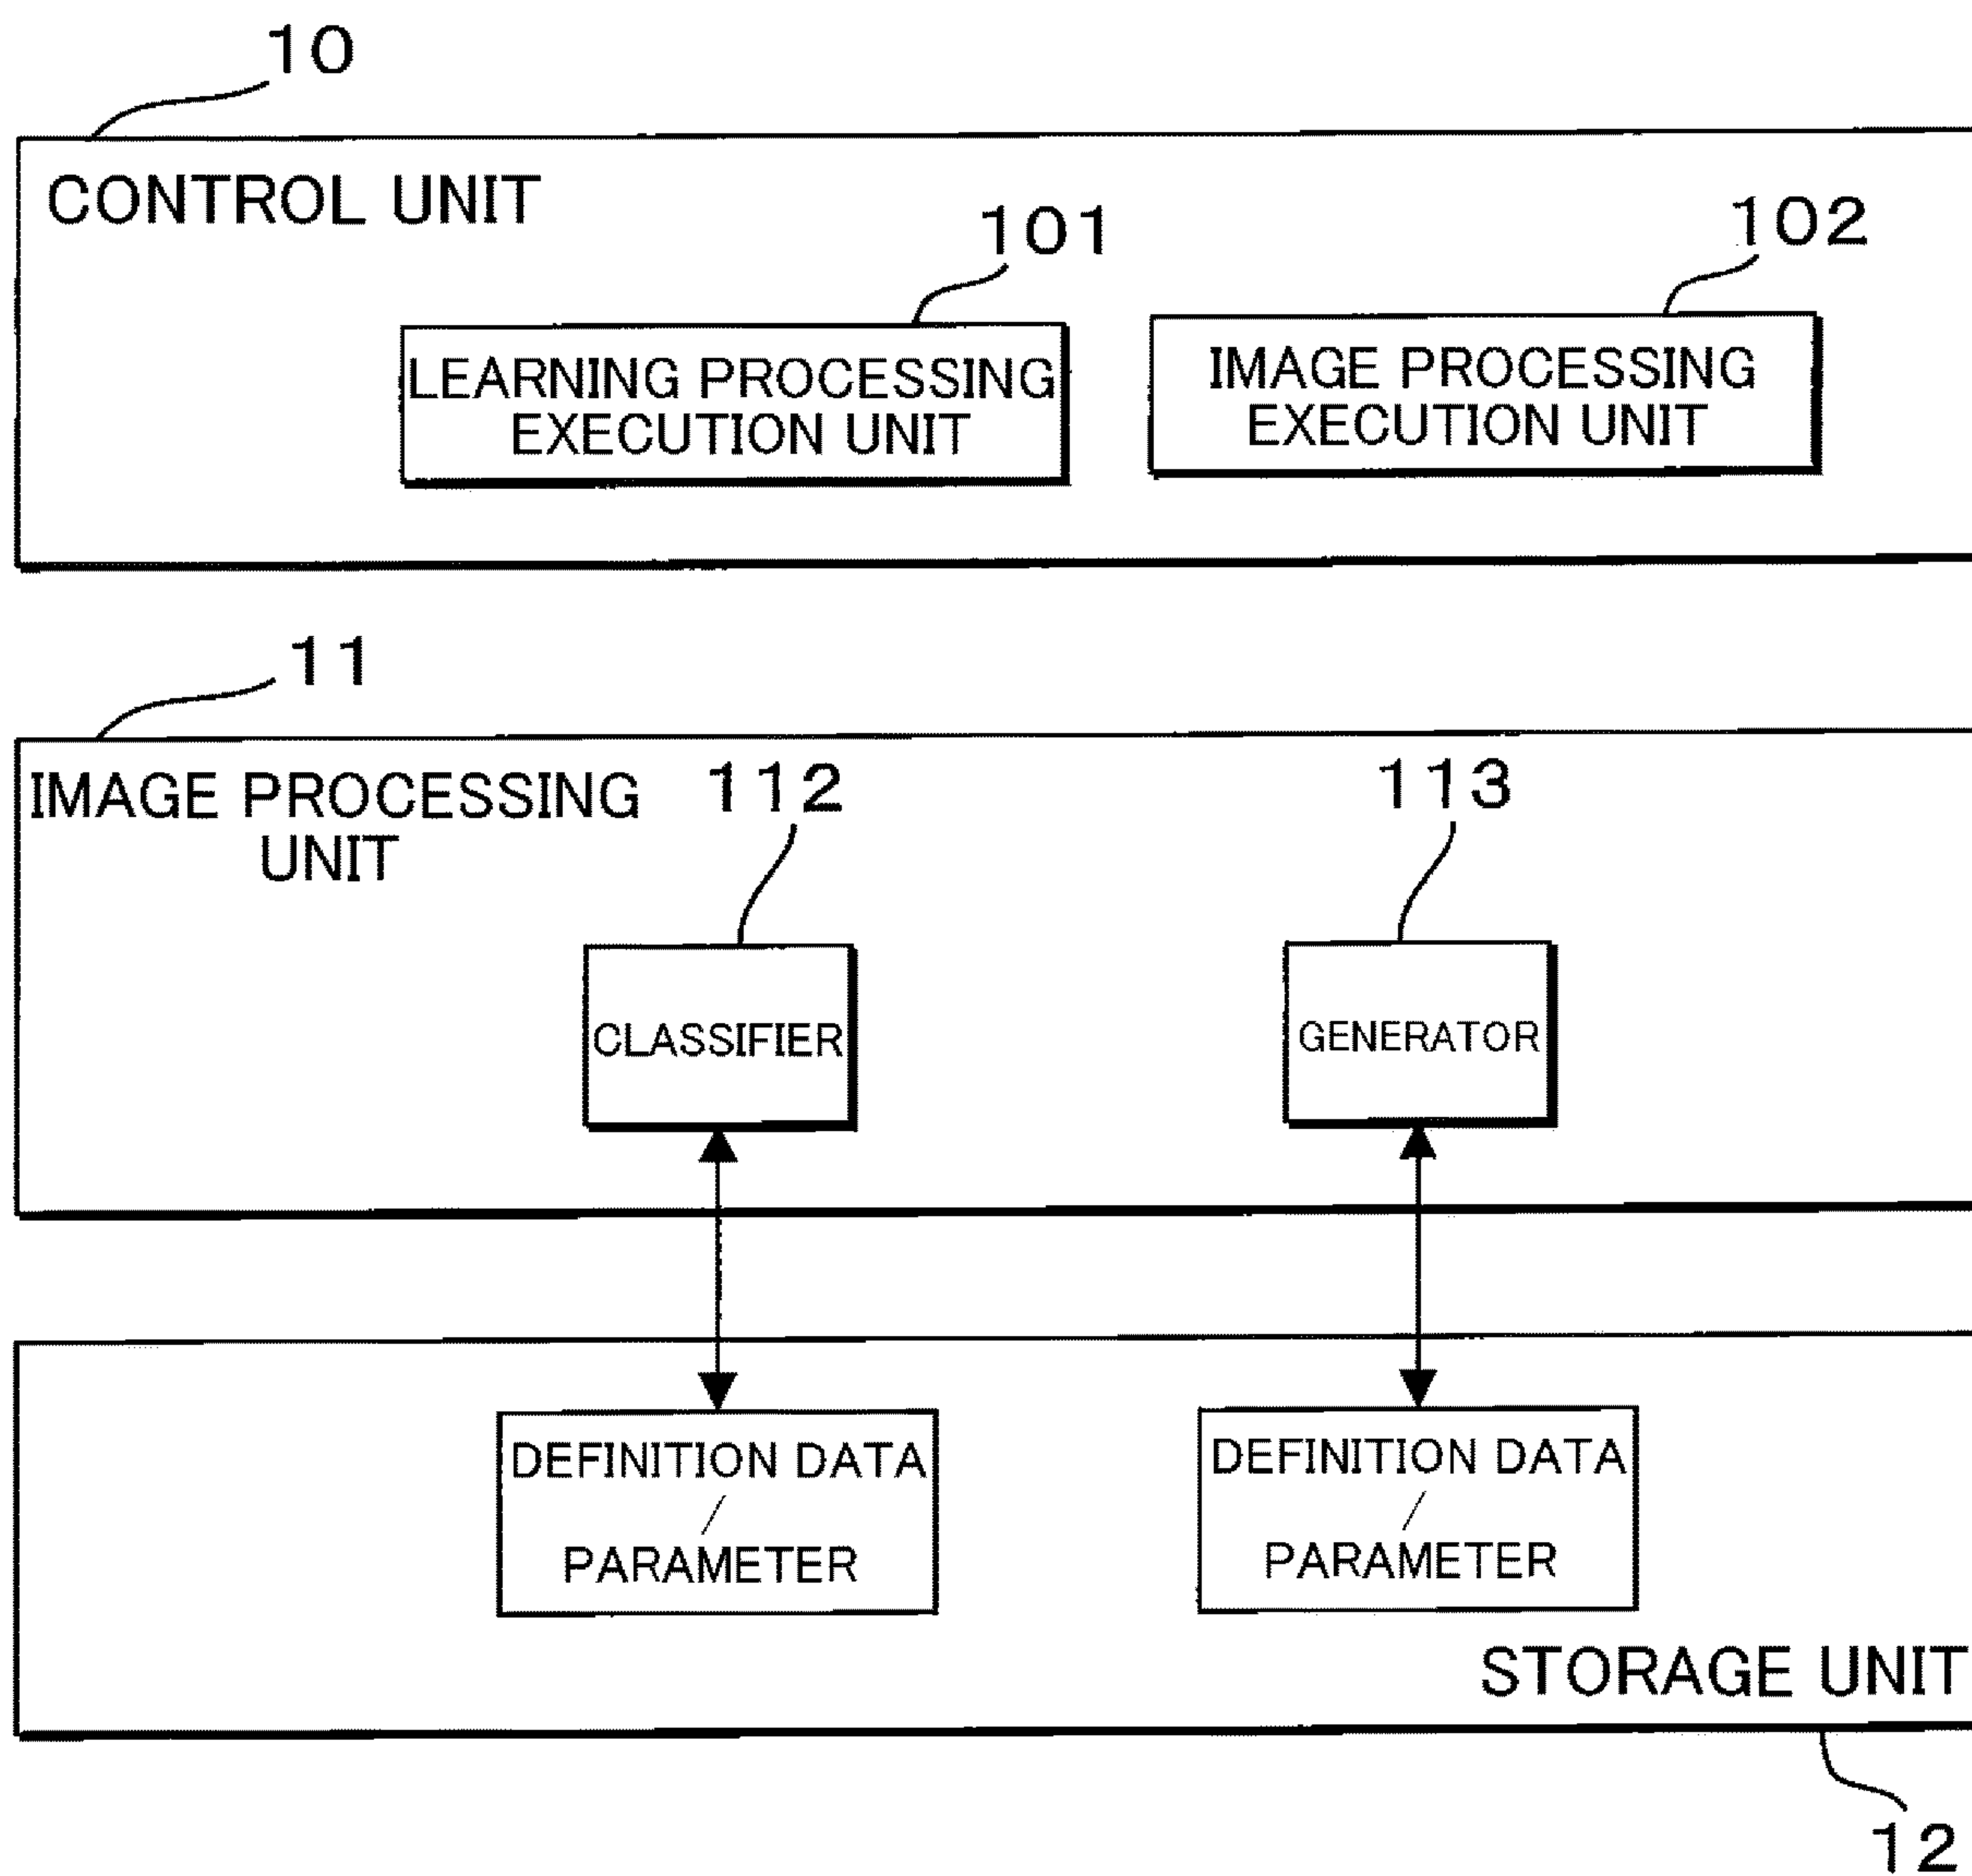 10
CONTROL UNIT
101
102
LEARNING PROCESSING
EXECUTION UNIT
IMAGE PROCESSING
EXECUTION UNIT
11
IMAGE PROCESSING
UNIT
112
113
CLASSIFIER
GENERATOR
DEFINITION DATA
/
PARAMETER
DEFINITION DATA
/
PARAMETER
STORAGE UNIT
12